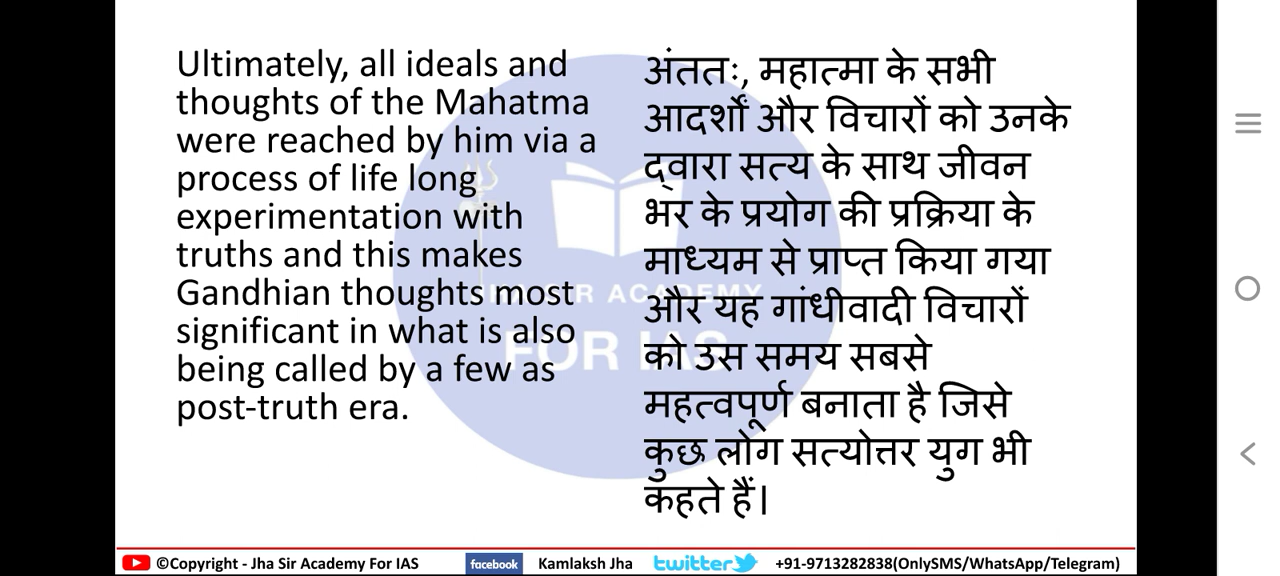 Ultimately, all ideals and
thoughts of the Mahatma
were reached by him via a
process of life long
experimentation with
truths and this makes
Gandhian thoughts most
significant in what is also
being called by a few as
post-truth era.
अंततः, महात्मा के सभी
आदर्शों और विचारों को उनके
द्वारा सत्य के साथ जीवन
भर के प्रयोग की प्रक्रिया के
माध्यम से प्राप्त किया गया
और यह गांधीवादी विचारों
को उस समय सबसे
महत्वपूर्ण बनाता है जिसे
कुछ लोग सत्योत्तर युग भी
कहते हैं।
ACADEMY
FOR IAS
©Copyright - Jha Sir Academy For IAS facebook Kamlaksh Jha twitter +91-9713282838(OnlySMS/WhatsApp/Telegram)